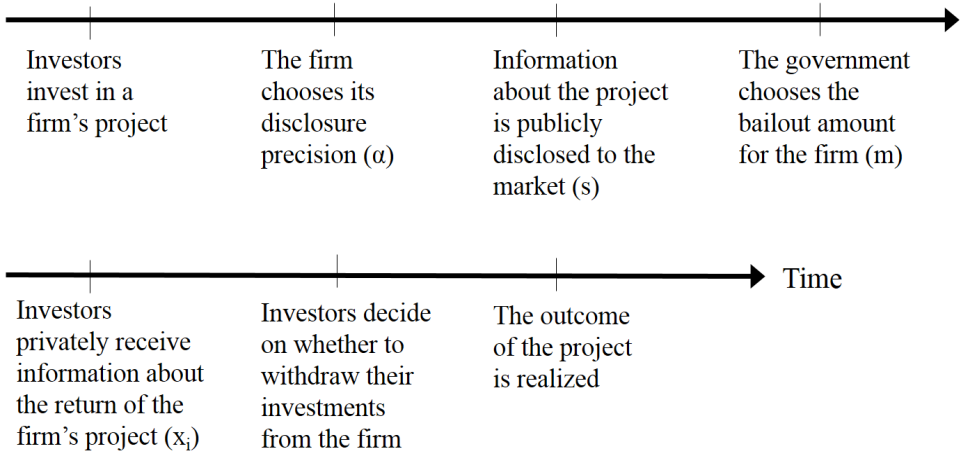 Investors
invest in a
firm's project
The firm
chooses its
disclosure
precision (α)
Information
about the project
is publicly
disclosed to the
market (s)
The government
chooses the
bailout amount
for the firm (m)
Time
Investors
privately receive
information about
the return of the
firm's project (xᵢ)
Investors decide
on whether to
withdraw their
investments
from the firm
The outcome
of the project
is realized